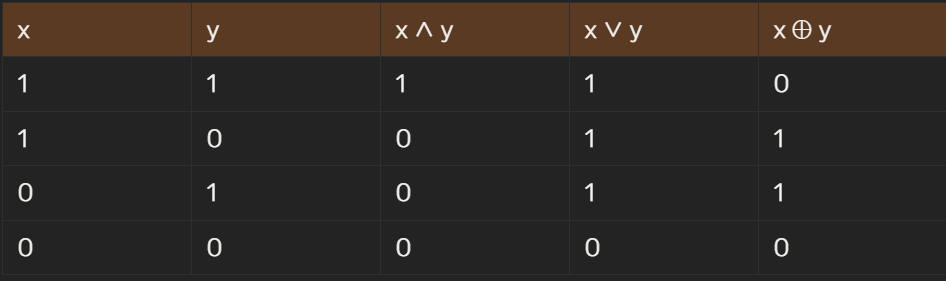 x y x ∧ y x ∨ y x ⊕ y
1 1 1 1 0
1 0 0 1 1
0 1 0 1 1
0 0 0 0 0